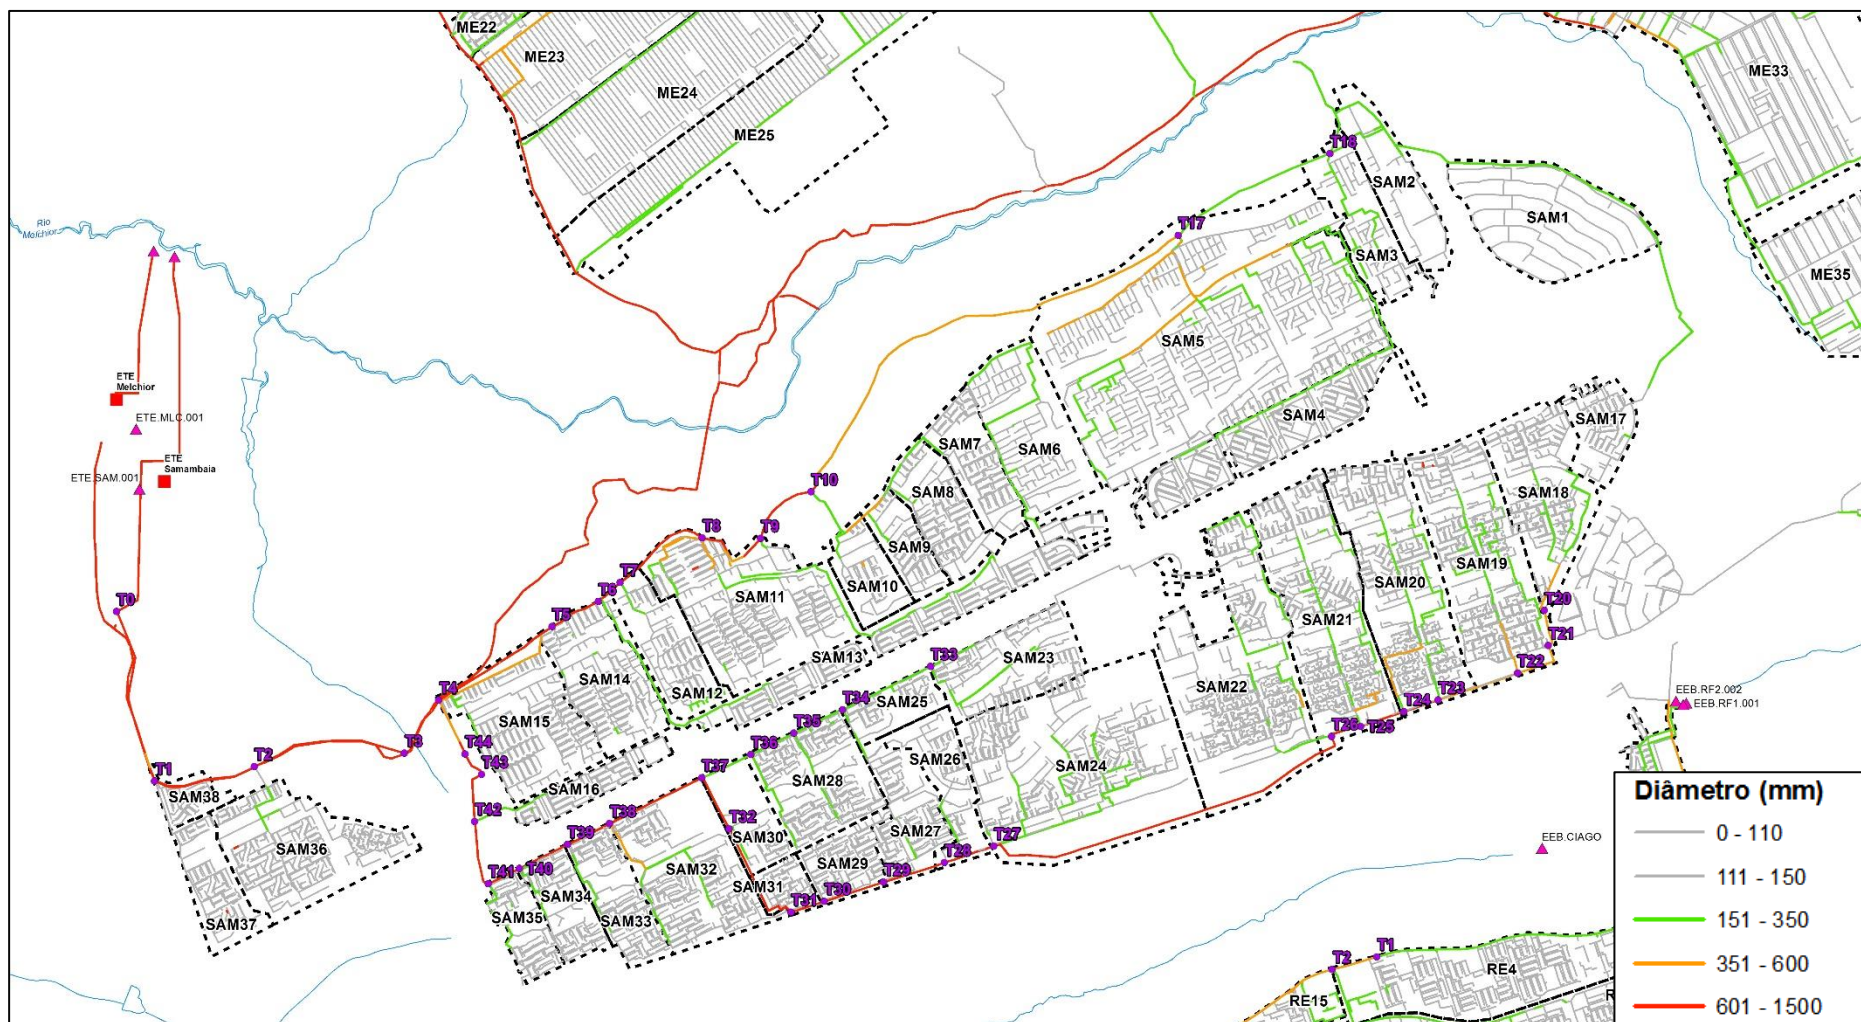 ME22
ME23
ME24
ME25
ME33
ME35
Rio
Melchior
T18
SAM2
SAM1
T17
SAM3
SAM5
SAM4
SAM17
ETE
Melchior
ETE.MLC.001
ETE
Samambaia
ETE.SAM.001
T10
SAM7
SAM6
SAM8
SAM9
SAM10
T8
T9
T7
T6
T5
T0
SAM11
SAM18
SAM19
SAM20
SAM21
T20
T21
T22
SAM13
T33
SAM23
SAM14
SAM12
SAM22
T4
SAM15
SAM25
T34
T35
T36
T23
T24
T25
T26
EEB.RF2.002
EEB.RF1.001
T3
T44
T43
T2
T1
SAM38
T37
SAM26
SAM24
SAM16
SAM28
T42
T38
T32
SAM30
T39
SAM27
T27
SAM36
T28
T41
T40
SAM32
SAM29
T29
SAM34
SAM31
T31
T30
SAM35
SAM33
SAM37
EEB.CIAGO
T2
T1
RE4
RE15
R
Diâmetro (mm)
0 - 110
111 - 150
151 - 350
351 - 600
601 - 1500